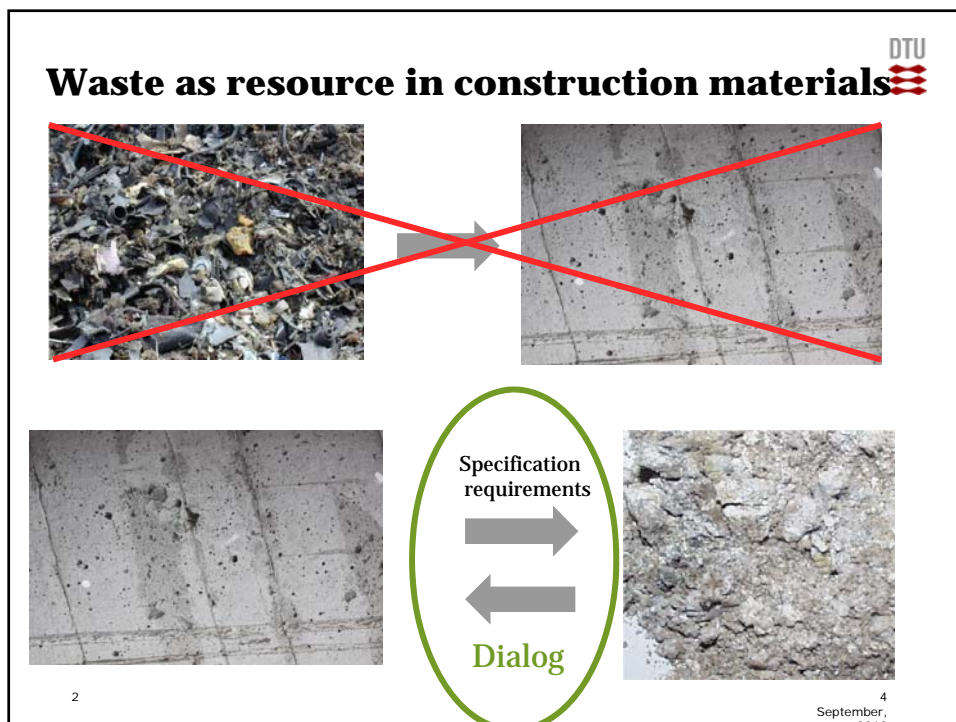 DTU
Waste as resource in construction materials
Specification
requirements
Dialog
2
4
September,